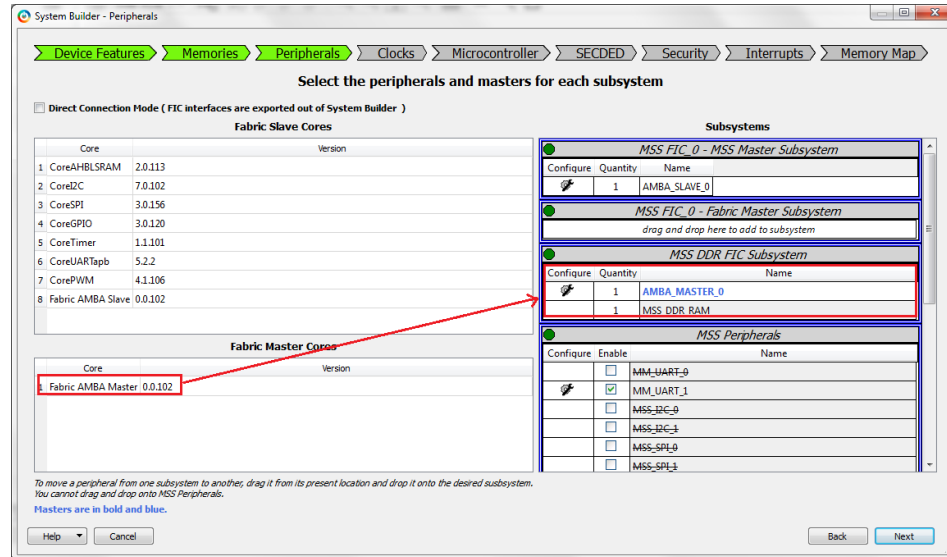 System Builder - Peripherals
Device Features Memories Peripherals Clocks Microcontroller SECDED Security Interrupts Memory Map
Select the peripherals and masters for each subsystem
Direct Connection Mode ( FIC interfaces are exported out of System Builder )
Fabric Slave Cores
Core Version
1 CoreAHBLSRAM 2.0.113
2 CoreI2C 7.0.102
3 CoreSPI 3.0.156
4 CoreGPIO 3.0.120
5 CoreTimer 1.1.101
6 CoreUARTapb 5.2.2
7 CorePWM 4.1.106
8 Fabric AMBA Slave 0.0.102
Fabric Master Cores
Core Version
1 Fabric AMBA Master 0.0.102
Subsystems
MSS FIC_0 - MSS Master Subsystem
Configure Quantity Name
1 AMBA_SLAVE_0
MSS FIC_0 - Fabric Master Subsystem
drag and drop here to add to subsystem
MSS DDR FIC Subsystem
Configure Quantity Name
1 AMBA_MASTER_0
1 MSS DDR RAM
MSS Peripherals
Configure Enable Name
MM_UART_0
MM_UART_1
MSS_I2C_0
MSS_I2C_1
MSS_SPI_0
MSS_SPI_1
To move a peripheral from one subsystem to another, drag it from its present location and drop it onto the desired susbsystem.
You cannot drag and drop onto MSS Peripherals.
Masters are in bold and blue.
Help Cancel Back Next